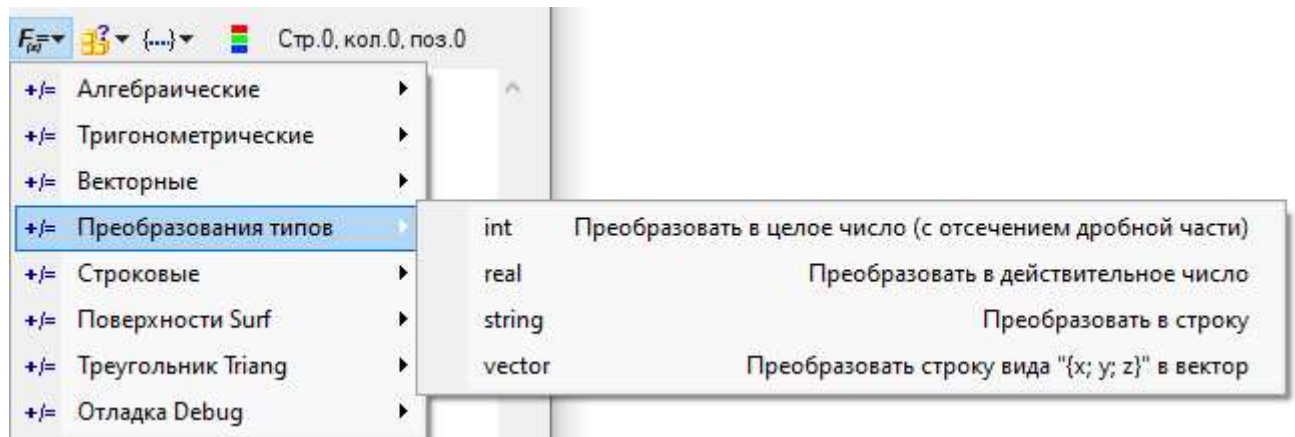 F(x)= {...} Стр.0, кол.0, поз.0
+/= Алгебраические
+/= Тригонометрические
+/= Векторные
+/= Преобразования типов
int Преобразовать в целое число (с отсечением дробной части)
+/= Строковые
real Преобразовать в действительное число
+/= Поверхности Surf
string Преобразовать в строку
+/= Треугольник Triang
vector Преобразовать строку вида "{x; y; z}" в вектор
+/= Отладка Debug